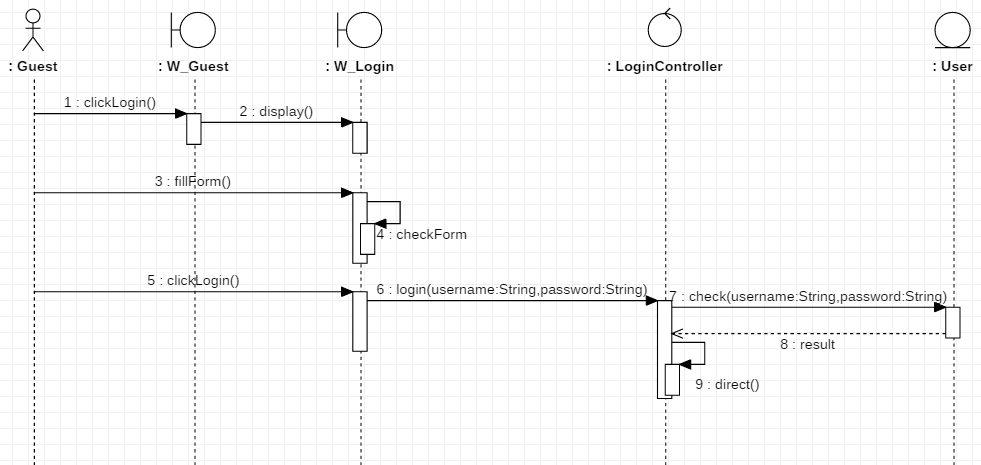 : Guest
: W_Guest
: W_Login
: LoginController
: User
1 : clickLogin()
2 : display()
3 : fillForm()
4 : checkForm
5 : clickLogin()
6 : login(username:String,password:String)
7 : check(username:String,password:String)
8 : result
9 : direct()